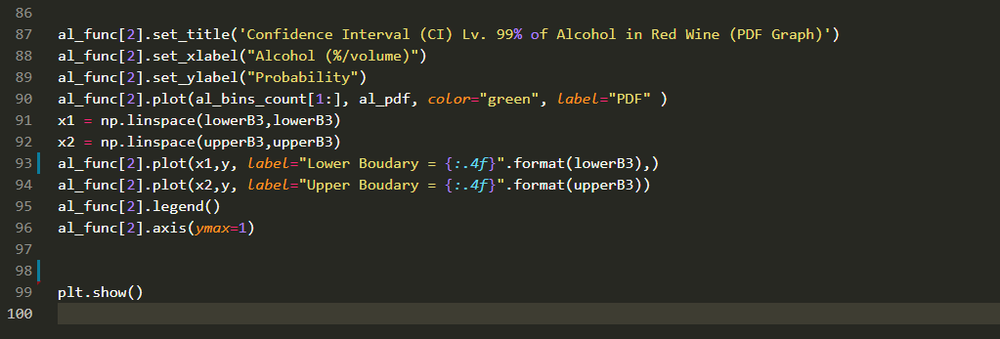 86
87 al_func[2].set_title('Confidence Interval (CI) Lv. 99% of Alcohol in Red Wine (PDF Graph)')
88 al_func[2].set_xlabel("Alcohol (%/volume)")
89 al_func[2].set_ylabel("Probability")
90 al_func[2].plot(al_bins_count[1:], al_pdf, color="green", label="PDF" )
91 x1 = np.linspace(lowerB3,lowerB3)
92 x2 = np.linspace(upperB3,upperB3)
93 al_func[2].plot(x1,y, label="Lower Boudary = {:.4f}".format(lowerB3),)
94 al_func[2].plot(x2,y, label="Upper Boudary = {:.4f}".format(upperB3))
95 al_func[2].legend()
96 al_func[2].axis(ymax=1)
97
98
99 plt.show()
100